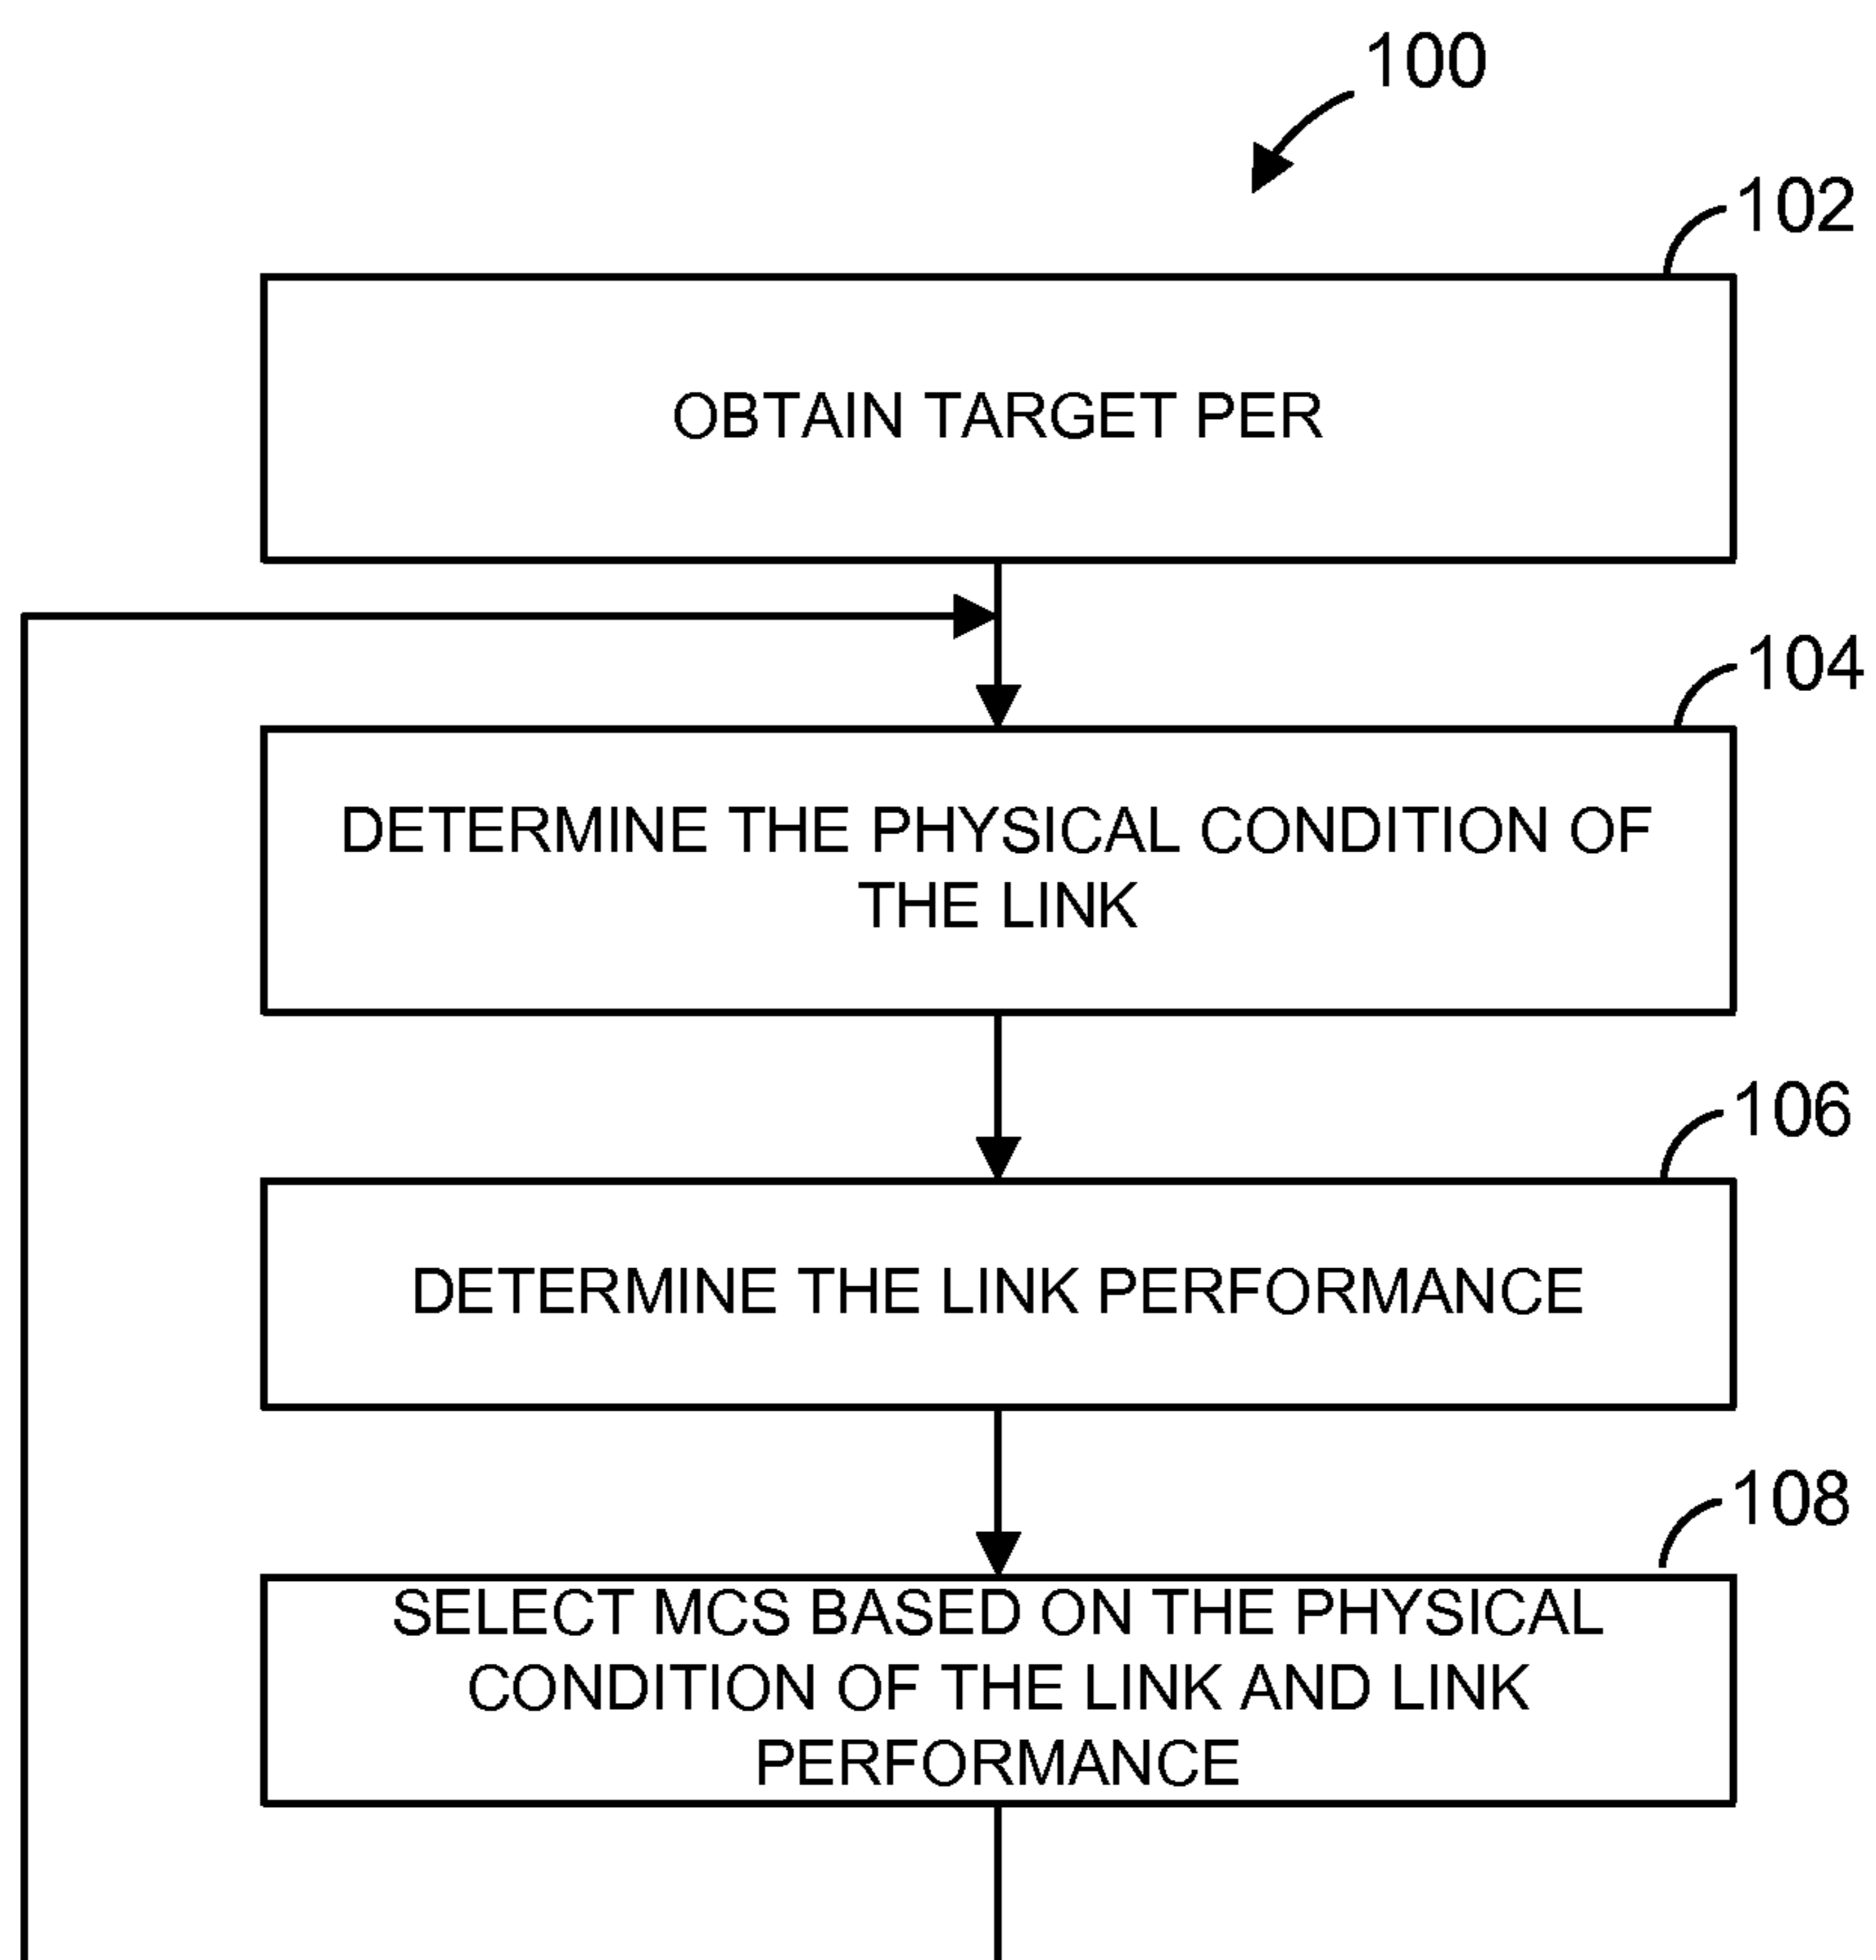 100
102
OBTAIN TARGET PER
104
DETERMINE THE PHYSICAL CONDITION OF
THE LINK
106
DETERMINE THE LINK PERFORMANCE
108
SELECT MCS BASED ON THE PHYSICAL
CONDITION OF THE LINK AND LINK
PERFORMANCE